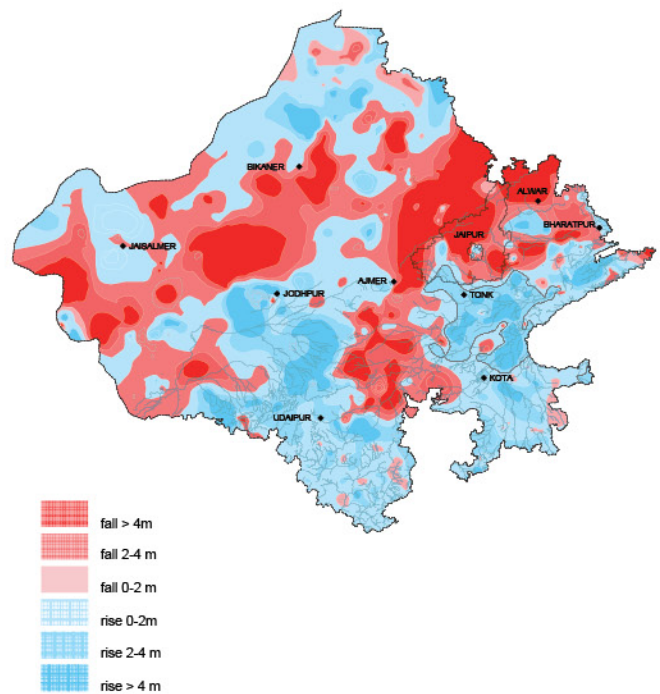 BIKANER
ALWAR
BHARATPUR
JAIPUR
JAISALMER
AJMER
JODHPUR
TONK
KOTA
UDAIPUR
fall > 4m
fall 2-4 m
fall 0-2 m
rise 0-2m
rise 2-4 m
rise > 4 m